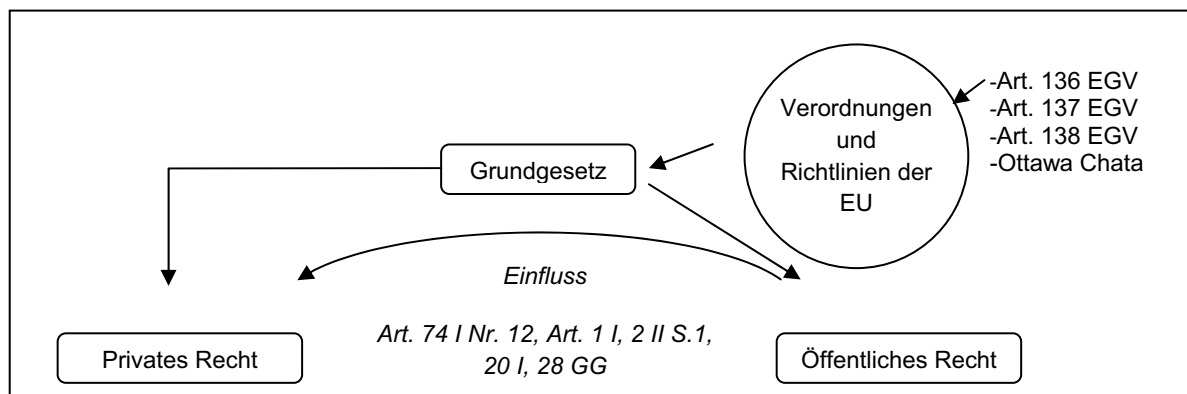 -Art. 136 EGV
-Art. 137 EGV
-Art. 138 EGV
-Ottawa Chata
Verordnungen
und
Richtlinien der
EU
Grundgesetz
Einfluss
Art. 74 I Nr. 12, Art. 1 I, 2 II S.1,
20 I, 28 GG
Privates Recht
Öffentliches Recht